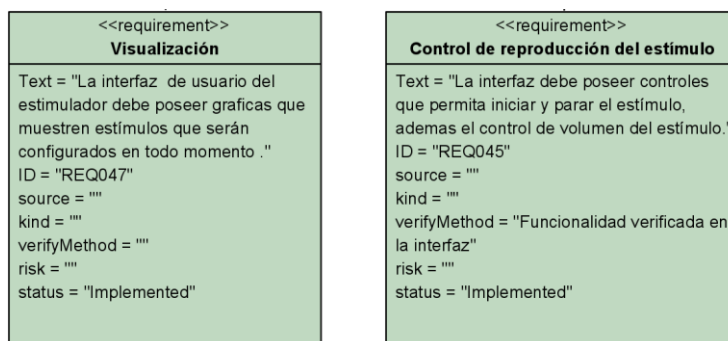 <<requirement>>
Visualización
Text = "La interfaz de usuario del
estimulador debe poseer graficas que
muestren estímulos que serán
configurados en todo momento ."
ID = "REQ047"
source = ""
kind = ""
verifyMethod = ""
risk = ""
status = "Implemented"
<<requirement>>
Control de reproducción del estímulo
Text = "La interfaz debe poseer controles
que permita iniciar y parar el estímulo,
ademas el control de volumen del estímulo."
ID = "REQ045"
source = ""
kind = ""
verifyMethod = "Funcionalidad verificada en
la interfaz"
risk = ""
status = "Implemented"